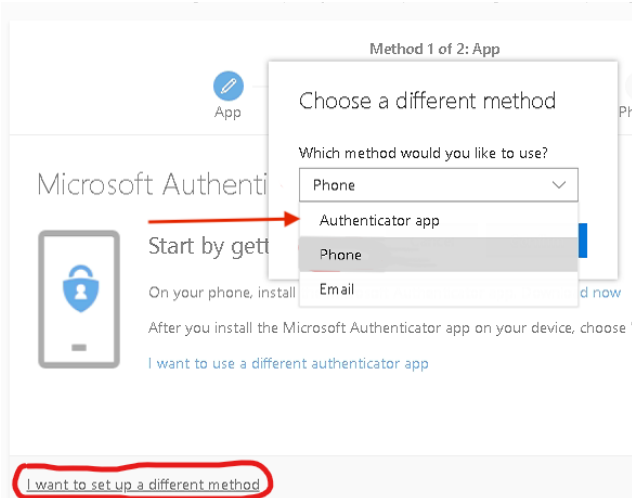 Method 1 of 2: App
Choose a different method
App
Ph
Which method would you like to use?
Microsoft Authenti
Phone
Authenticator app
Start by gett
Phone
Email
On your phone, install
d now
After you install the Microsoft Authenticator app on your device, choose "
I want to use a different authenticator app
I want to set up a different method